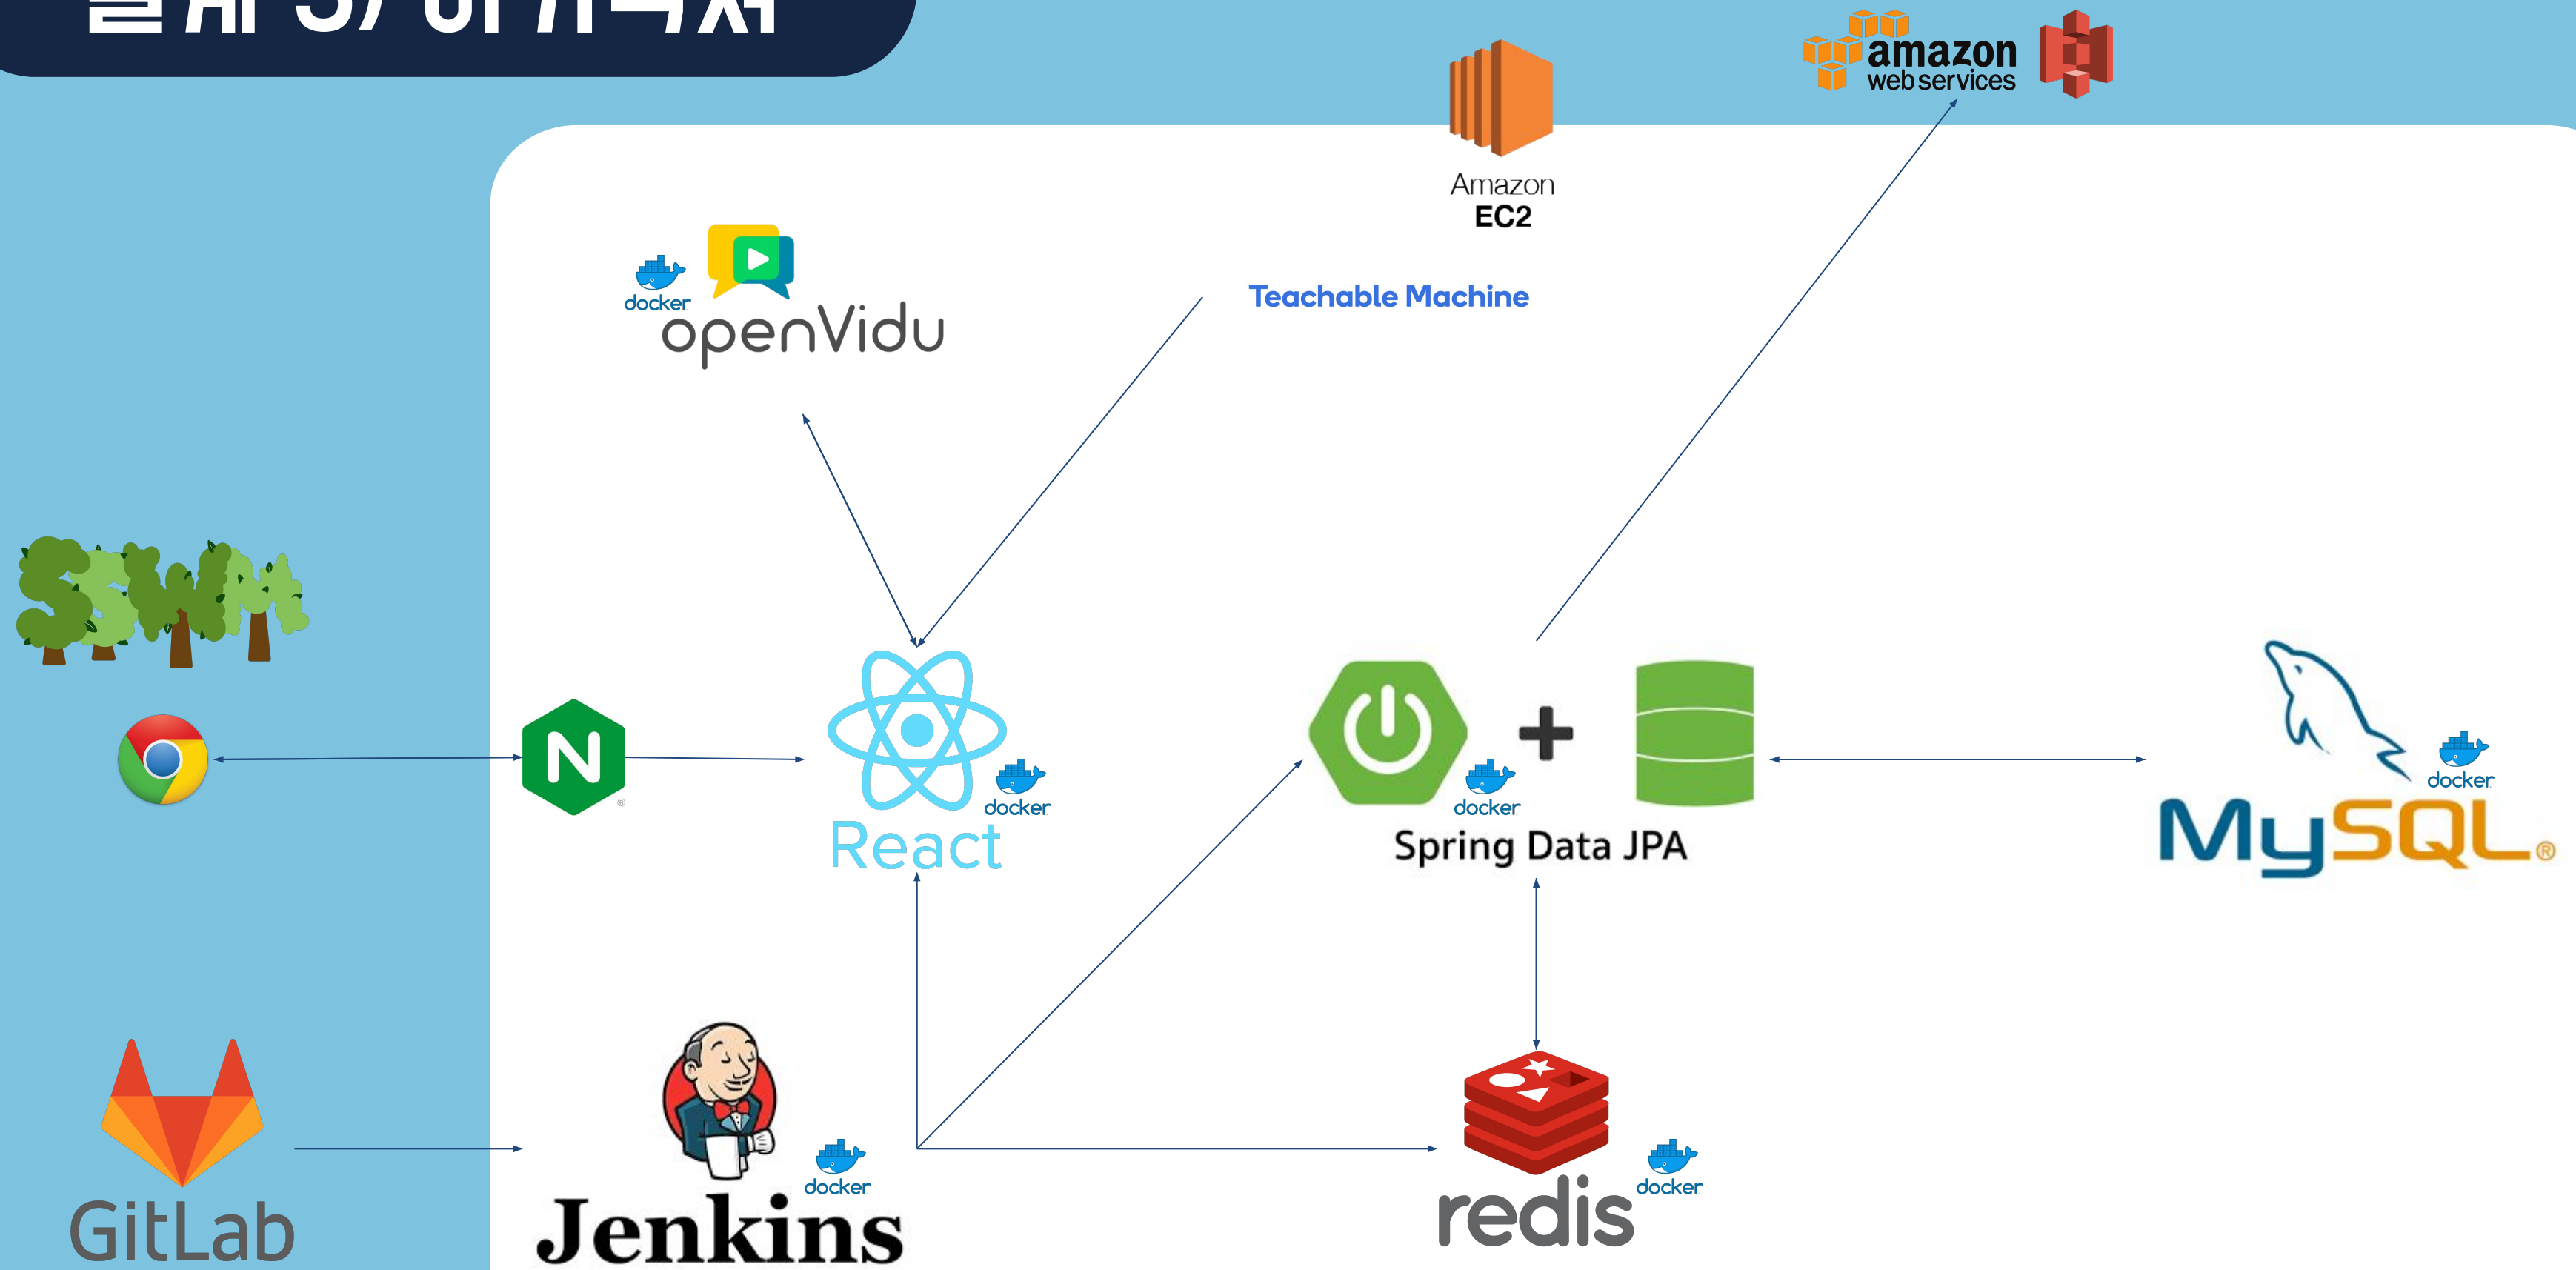 amazon
web services
Amazon
EC2
docker
openVidu
Teachable Machine
SSWM
N
®
docker
React
docker
Spring Data JPA
docker
MySQL®
docker
Jenkins
docker
redis
GitLab